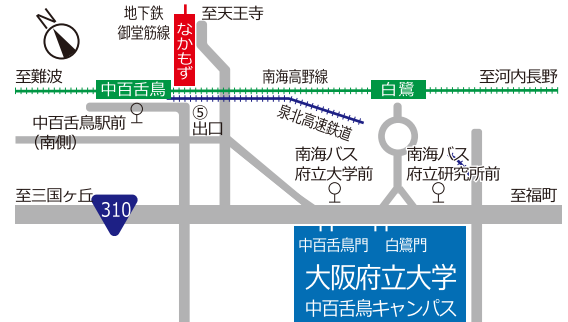 N
地下鉄
御堂筋線
なかもず
至天王寺
至難波
中百舌鳥
南海高野線
白鷺
至河内長野
⑤
出口
泉北高速鉄道
中百舌鳥駅前
(南側)
南海バス
府立大学前
南海バス
府立研究所前
至三国ヶ丘
310
至福町
中百舌鳥門
白鷺門
大阪府立大学
中百舌鳥キャンパス